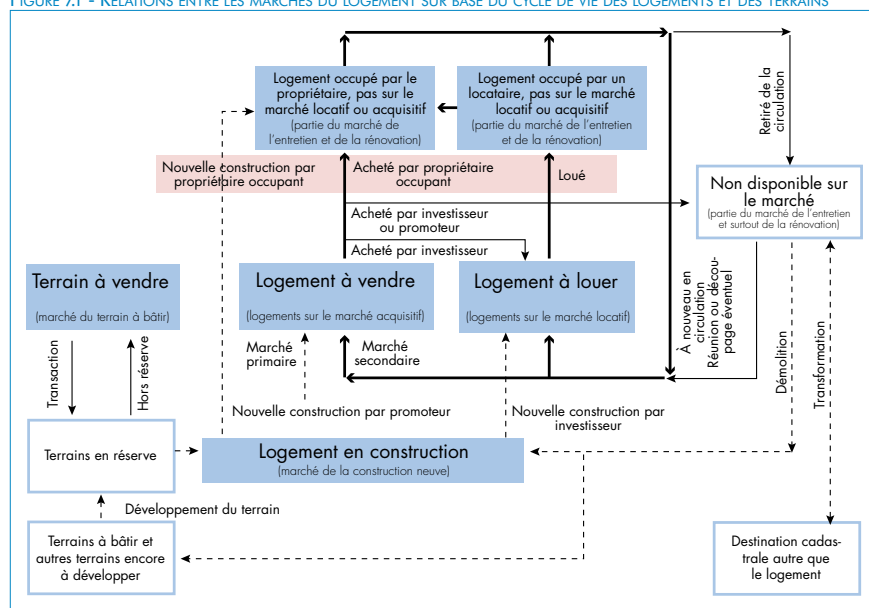 FIGURE 7.1 - RELATIONS ENTRE LES MARCHÉS DU LOGEMENT SUR BASE DU CYCLE DE VIE DES LOGEMENTS ET DES TERRAINS
Logement occupé par le
propriétaire, pas sur le
marché locatif ou acquisitif
(partie du marché de
l'entretien et de la rénovation)
Logement occupé par un
locataire, pas sur le marché
locatif ou acquisitif
(partie du marché de l'entretien
et de la rénovation)
Retiré de la
circulation
Nouvelle construction par
propriétaire occupant
Acheté par propriétaire
occupant
Loué
Non disponible sur
le marché
(partie du marché de l'entretien
et surtout de la rénovation)
Acheté par investisseur
ou promoteur
Acheté par investisseur
Terrain à vendre
(marché du terrain à bâtir)
Logement à vendre
(logements sur le marché acquisitif)
Logement à louer
(logements sur le marché locatif)
À nouveau en
circulation
Réunion ou décou-
page éventuel
Démolition
Transformation
Transaction
Hors réserve
Marché
primaire
Marché
secondaire
Nouvelle construction par promoteur
Nouvelle construction par
investisseur
Terrains en réserve
Logement en construction
(marché de la construction neuve)
Développement du terrain
Terrains à bâtir et
autres terrains encore
à développer
Destination cadas-
trale autre que
le logement